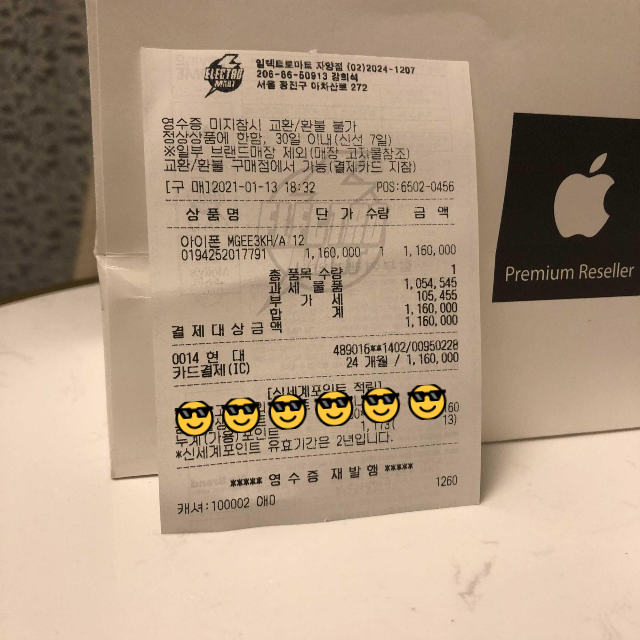 ELECTRO
MART
일렉트로마트 자양점 (02)2024-1207
206-86-50913 강희석
서울 광진구 아차산로 272
영수증 미지참시 교환/환불 불가
정상상품에 한함, 30일 이내(신선 7일)
※일부 브랜드매장 제외(매장 고지물참조)
교환/환불 구매점에서 가능(결제카드 지참)
[구 매]2021-01-13 18:32 POS:6502-0456
상 품 명 단 가 수량 금 액
아이폰 MGEE3KH/A 12
0194252017791 1,160,000 1 1,160,000
총 품목 수량 1
과 세 물 품 1,054,545
부 가 세 105,455
합 계 1,160,000
결 제 대 상 금 액 1,160,000
0014 현 대 489016**1402/00950228
카드결제(IC) 24 개월 / 1,160,000
[신세계포인트 적립]
누계(가용)포인트 1,173( 13)
*신세계포인트 유효기간은 2년입니다.
***** 영 수 증 재 발 행 *****
캐셔:100002 1260
Premium Reseller